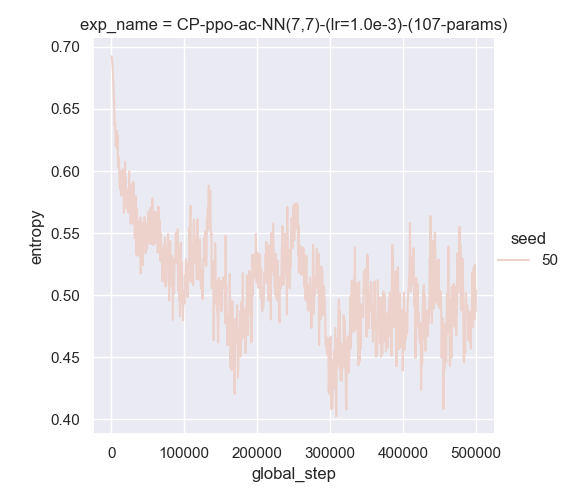 exp_name = CP-ppo-ac-NN(7,7)-(lr=1.0e-3)-(107-params)
0.70
0.65
0.60
0.55
0.50
0.45
0.40
entropy
0 100000 200000 300000 400000 500000
global_step
seed
50